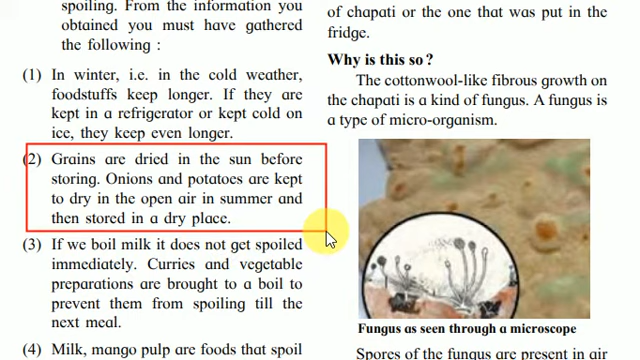 spoiling. From the information you
obtained you must have gathered
the following :
(1) In winter, i.e. in the cold weather,
foodstuffs keep longer. If they are
kept in a refrigerator or kept cold on
ice, they keep even longer.
(2) Grains are dried in the sun before
storing. Onions and potatoes are kept
to dry in the open air in summer and
then stored in a dry place.
(3) If we boil milk it does not get spoiled
immediately. Curries and vegetable
preparations are brought to a boil to
prevent them from spoiling till the
next meal.
(4) Milk, mango pulp are foods that spoil
of chapati or the one that was put in the
fridge.
Why is this so ?
The cottonwool-like fibrous growth on
the chapati is a kind of fungus. A fungus is
a type of micro-organism.
Fungus as seen through a microscope
Spores of the fungus are present in air